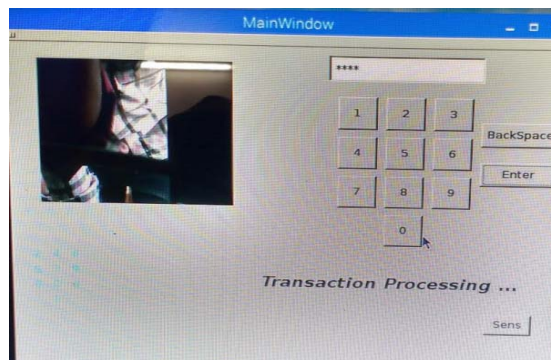 MainWindow
****
1 2 3
BackSpace
4 5 6
Enter
7 8 9
0
Transaction Processing ...
Sens